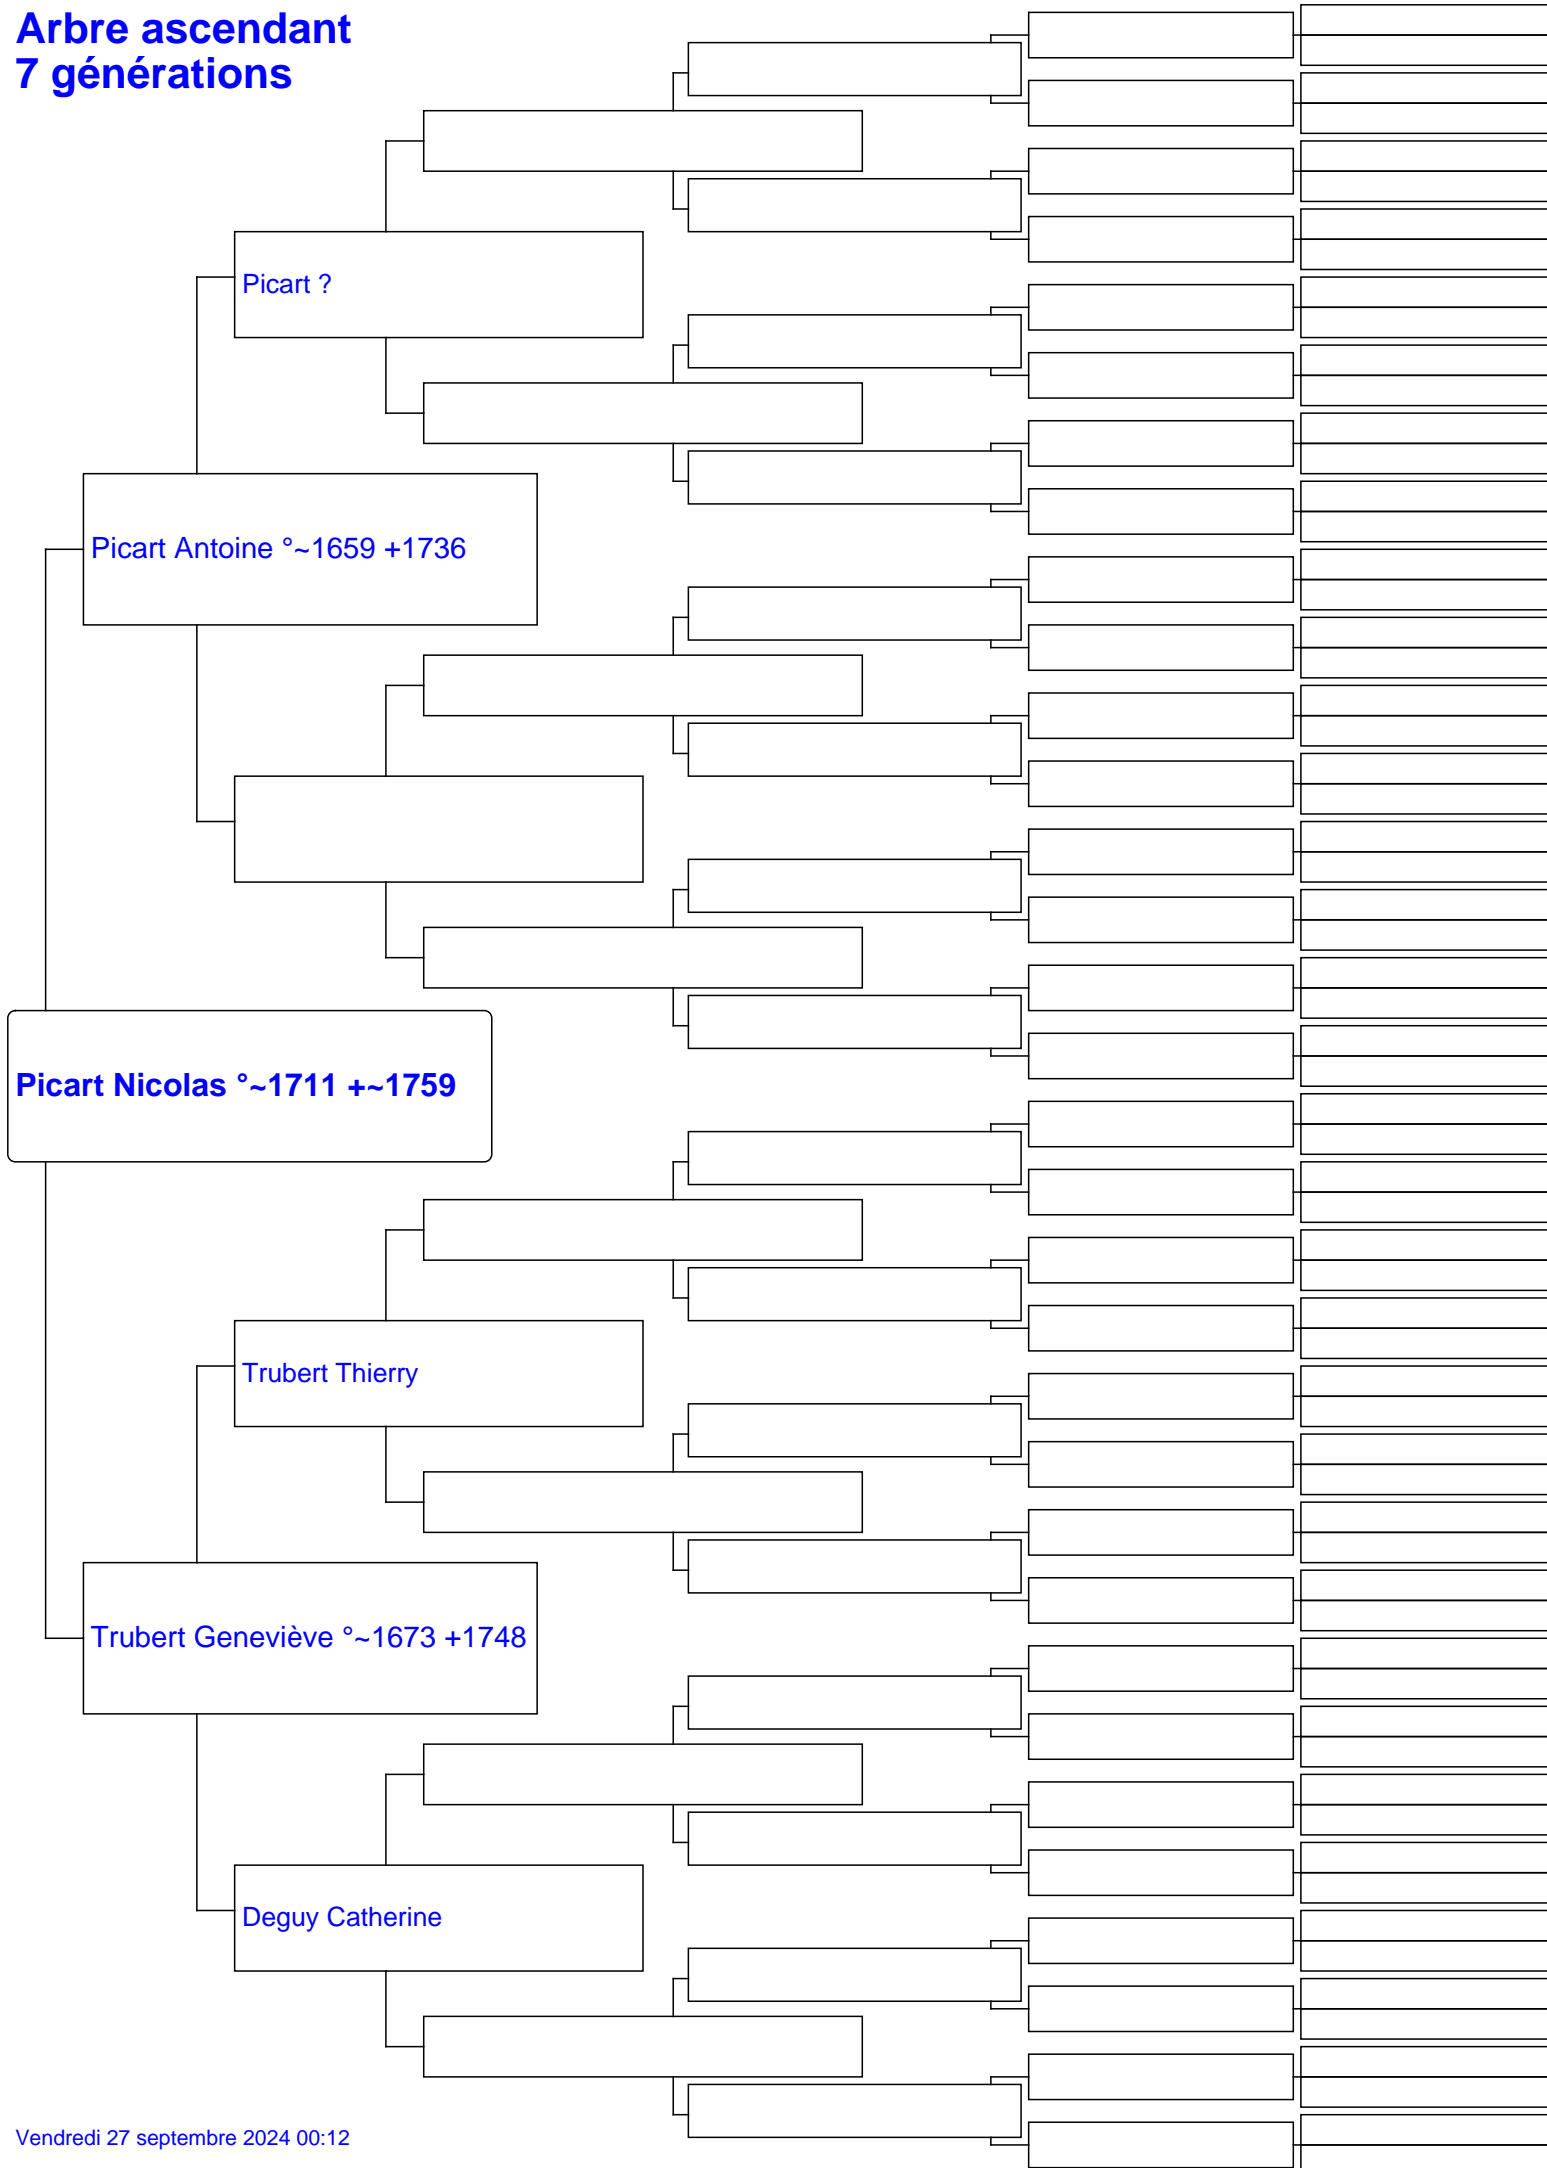 Arbre ascendant
7 générations
Picart ?
Picart Antoine °~1659 +1736
Picart Nicolas °~1711 +~1759
Trubert Thierry
Trubert Geneviève °~1673 +1748
Deguy Catherine
Vendredi 27 septembre 2024 00:12